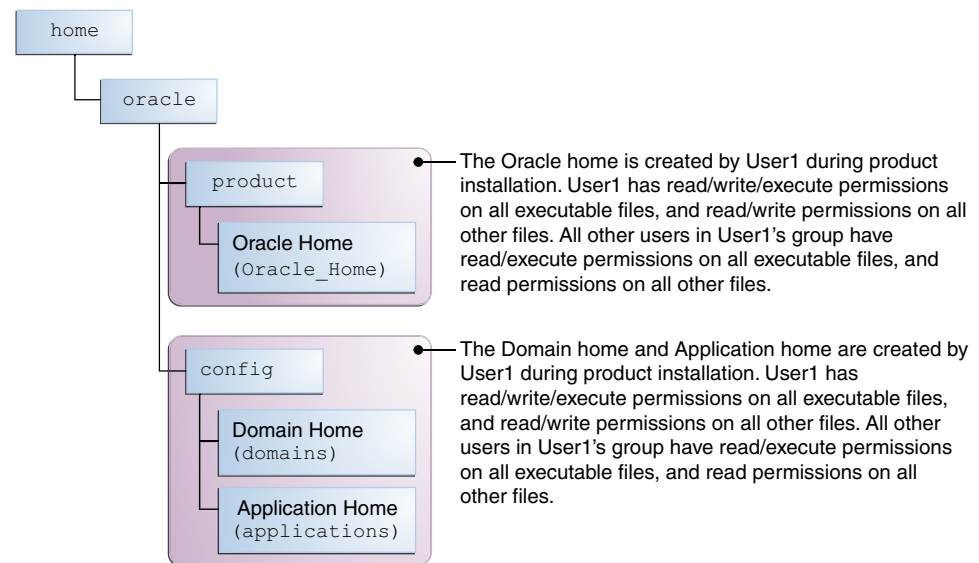 home
oracle
product
Oracle Home
(Oracle_Home)
The Oracle home is created by User1 during product
installation. User1 has read/write/execute permissions
on all executable files, and read/write permissions on all
other files. All other users in User1's group have
read/execute permissions on all executable files, and
read permissions on all other files.
config
Domain Home
(domains)
Application Home
(applications)
The Domain home and Application home are created by
User1 during product installation. User1 has
read/write/execute permissions on all executable files,
and read/write permissions on all other files. All other
users in User1's group have read/execute permissions
on all executable files, and read permissions on all
other files.